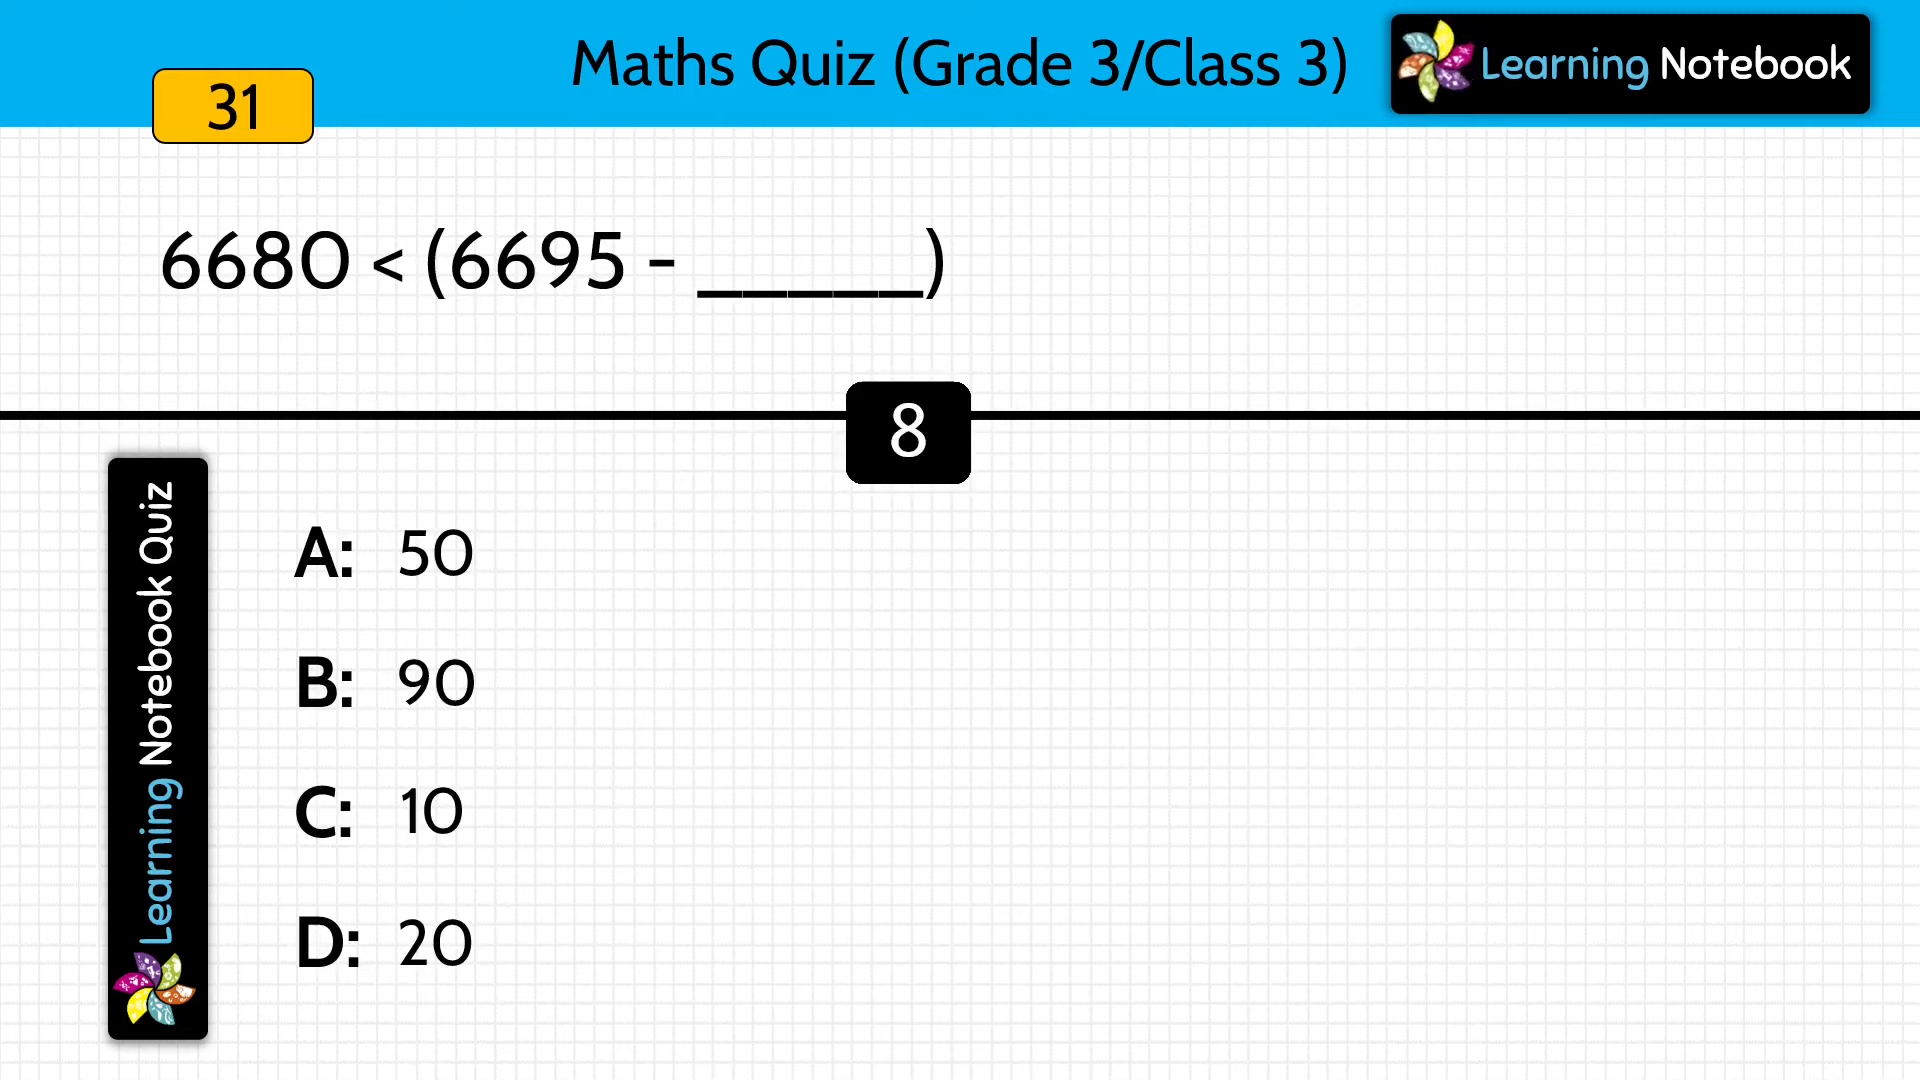 Maths Quiz (Grade 3/Class 3)
Learning Notebook
31
6680 < (6695 - _____)
8
Learning Notebook Quiz
A: 50
B: 90
C: 10
D: 20